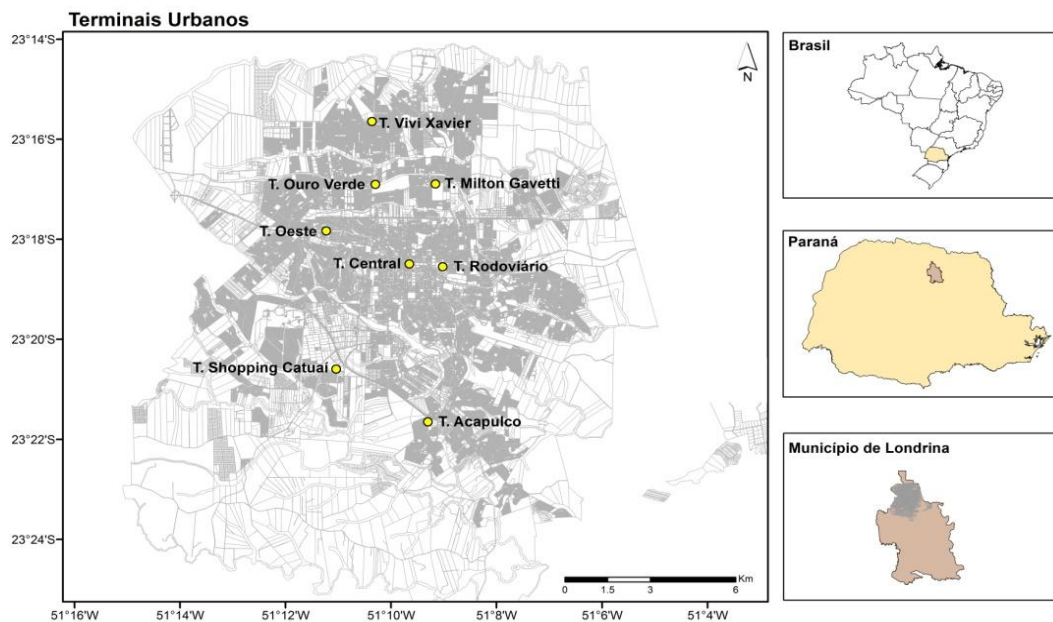 Terminais Urbanos
23°14'S
23°16'S
23°18'S
23°20'S
23°22'S
23°24'S
N
T. Vivi Xavier
T. Ouro Verde
T. Milton Gavetti
T. Oeste
T. Central
T. Rodoviário
T. Shopping Catuaí
T. Acapulco
Km
0 1.5 3 6
51°16'W 51°14'W 51°12'W 51°10'W 51°8'W 51°6'W 51°4'W
Brasil
Paraná
Município de Londrina